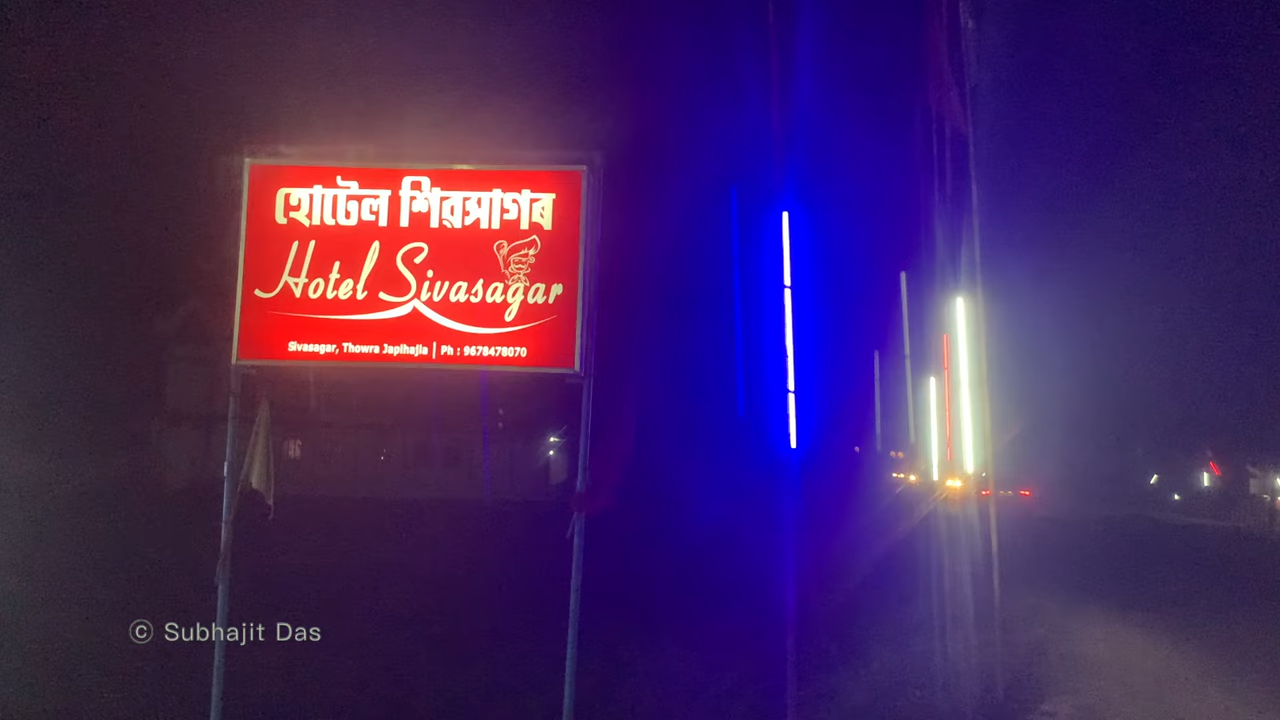 হোটেল শিৱসাগৰ
Hotel Sivasagar
Sivasagar, Thowra Japihajia | Ph : 9678478070
© Subhajit Das